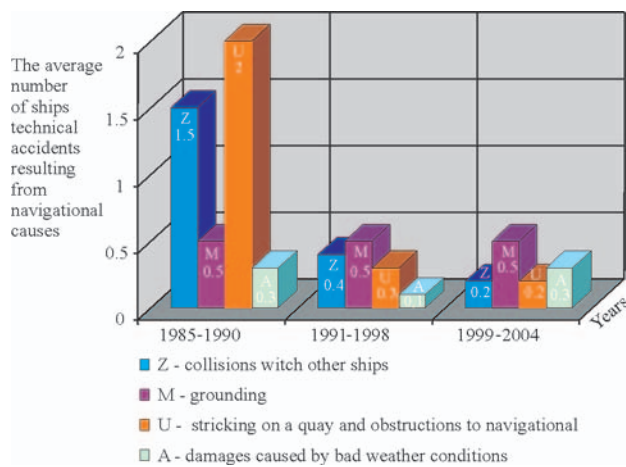 The average
number
of ships
technical
accidents
resulting
from
navigational
causes
2
1.5
1
0.5
0
Z
1.5
M
0.5
U
2
A
0.3
Z
0.4
M
0.5
U
0.3
A
0.1
Z
0.2
M
0.5
U
0.2
A
0.3
1985-1990
1991-1998
1999-2004
Years
Z - collisions witch other ships
M - grounding
U - stricking on a quay and obstructions to navigational
A - damages caused by bad weather conditions